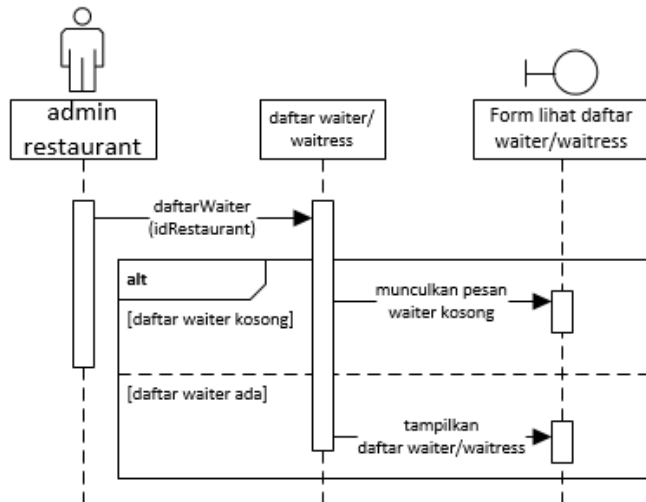 admin
restaurant
daftar waiter/
waitress
Form lihat daftar
waiter/waitress
daftarWaiter
(idRestaurant)
alt
munculkan pesan
waiter kosong
[daftar waiter kosong]
[daftar waiter ada]
tampilkan
daftar waiter/waitress